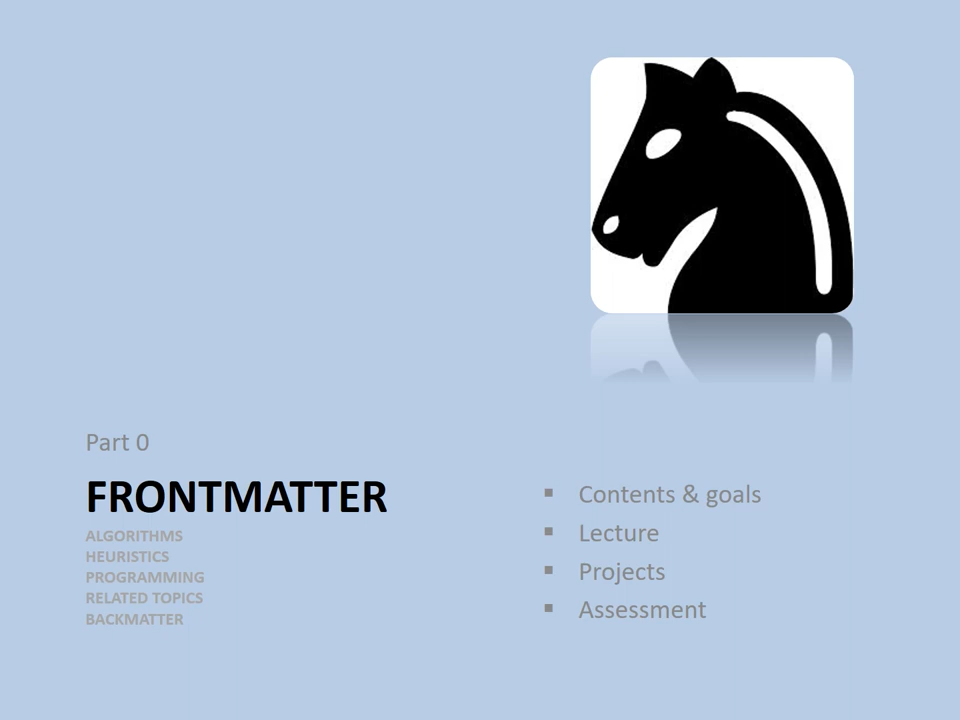 Part 0
FRONTMATTER
ALGORITHMS
HEURISTICS
PROGRAMMING
RELATED TOPICS
BACKMATTER
▪ Contents & goals
▪ Lecture
▪ Projects
▪ Assessment